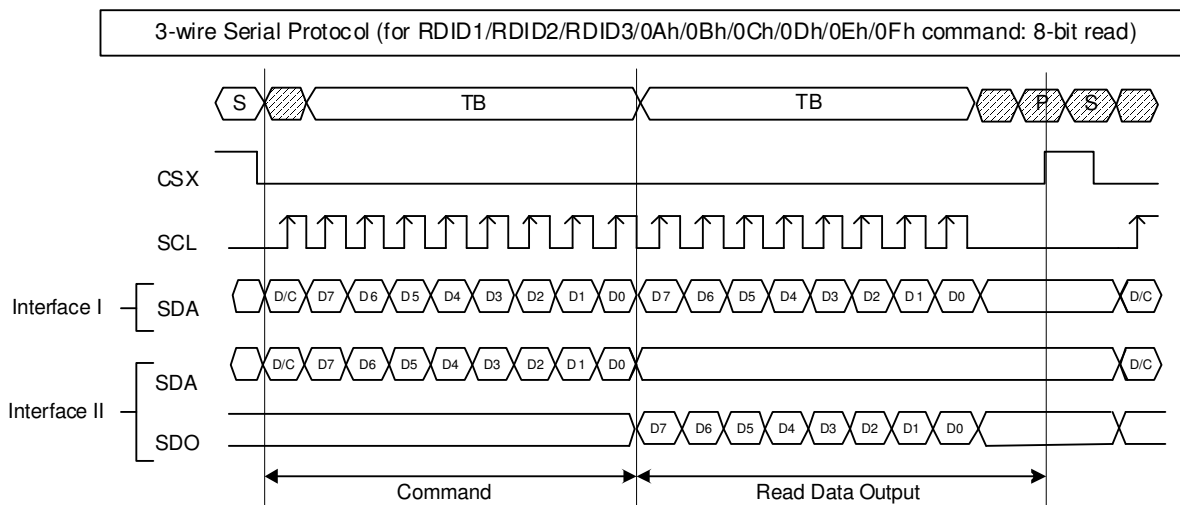 3-wire Serial Protocol (for RDID1/RDID2/RDID3/0Ah/0Bh/0Ch/0Dh/0Eh/0Fh command: 8-bit read)
S TB TB P S
CSX
SCL
Interface I SDA D/C D7 D6 D5 D4 D3 D2 D1 D0 D7 D6 D5 D4 D3 D2 D1 D0 D/C
SDA D/C D7 D6 D5 D4 D3 D2 D1 D0 D/C
Interface II
SDO D7 D6 D5 D4 D3 D2 D1 D0
Command Read Data Output